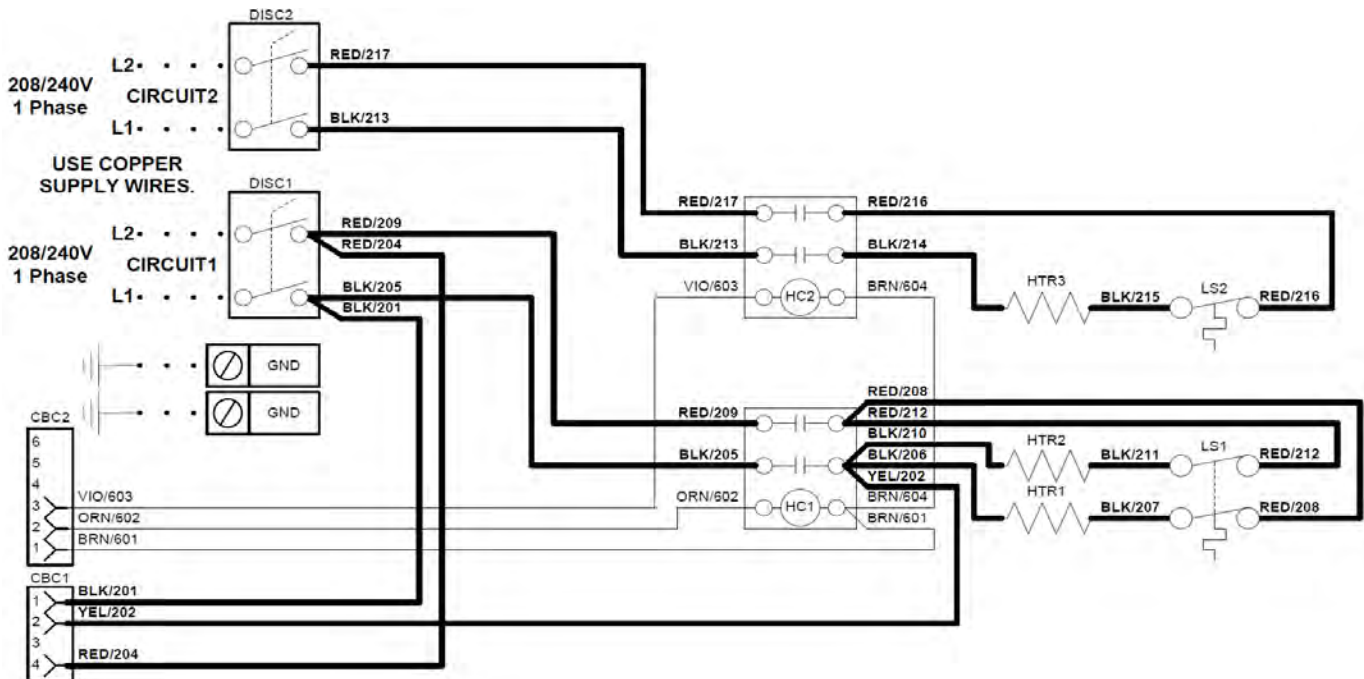 DISC2
RED/217
L2
208/240V
1 Phase
CIRCUIT2
L1
BLK/213
USE COPPER
SUPPLY WIRES.
DISC1
RED/209
L2
RED/204
208/240V
1 Phase
CIRCUIT1
BLK/205
L1
BLK/201
GND
GND
RED/217
RED/216
BLK/213
BLK/214
VIO/603
HC2
BRN/604
HTR3
BLK/215
LS2
RED/216
RED/208
RED/209
RED/212
BLK/210
BLK/205
BLK/206
YEL/202
ORN/602
HC1
BRN/604
BRN/601
HTR2
BLK/211
LS1
RED/212
HTR1
BLK/207
RED/208
CBC2
6
5
4
3
VIO/603
2
ORN/602
1
BRN/601
CBC1
1
BLK/201
2
YEL/202
3
4
RED/204